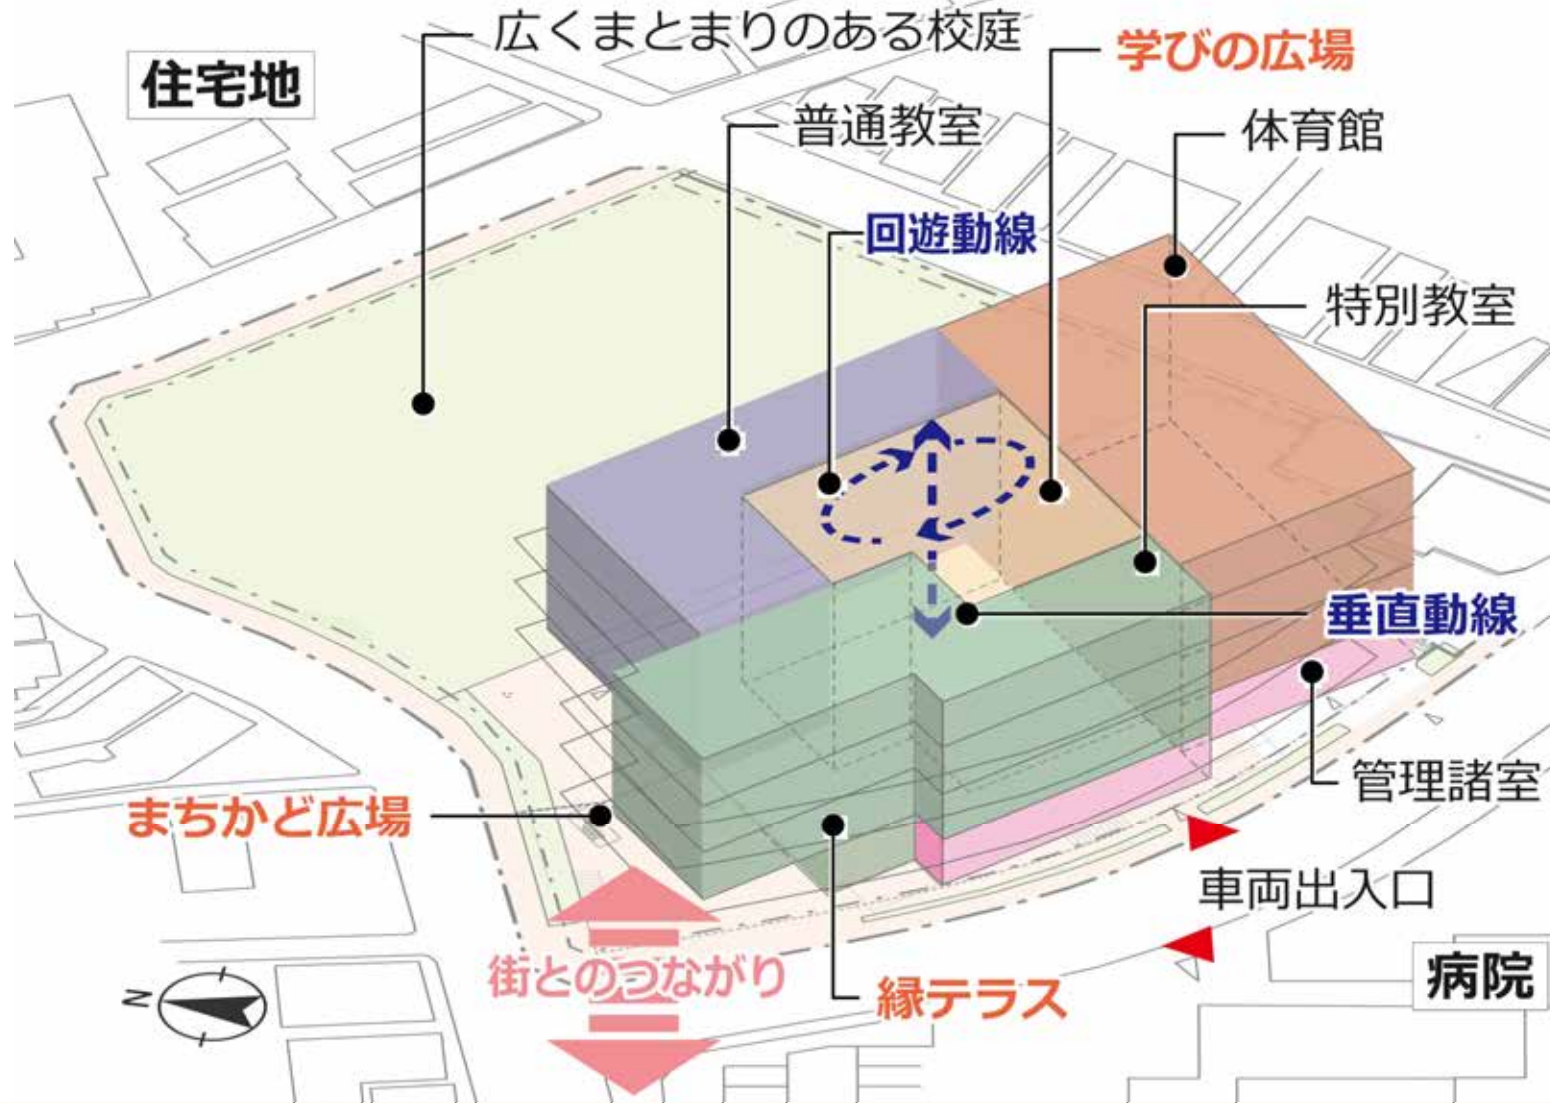 広くまとまりのある校庭
学びの広場
住宅地
普通教室
体育館
回遊動線
特別教室
垂直動線
管理諸室
まちかど広場
車両出入口
街とのつながり
縁テラス
病院
N